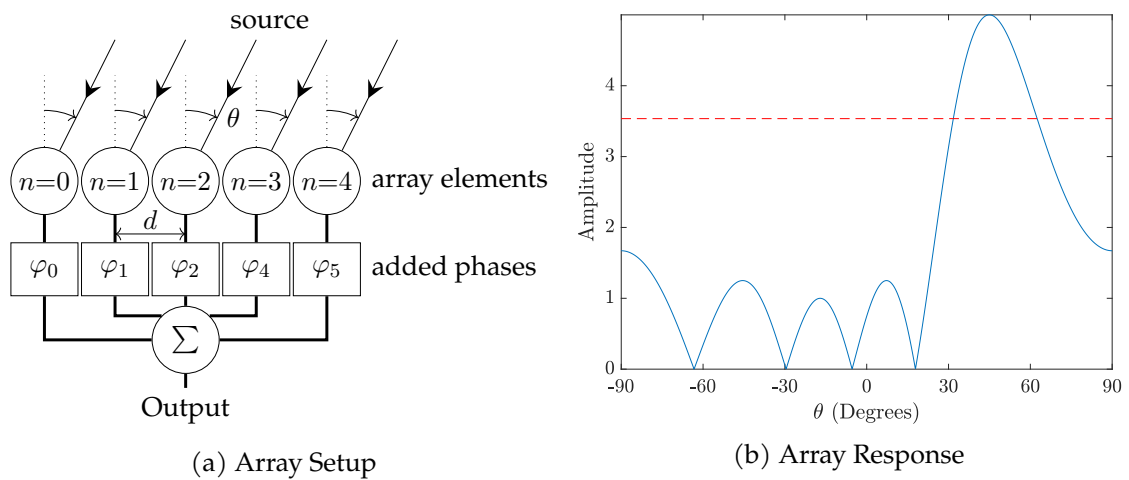 source
θ
n=0 n=1 n=2 n=3 n=4 array elements
d
φ₀ φ₁ φ₂ φ₄ φ₅ added phases
∑
Output
(a) Array Setup
Amplitude
4
3
2
1
0
-90 -60 -30 0 30 60 90
θ (Degrees)
(b) Array Response